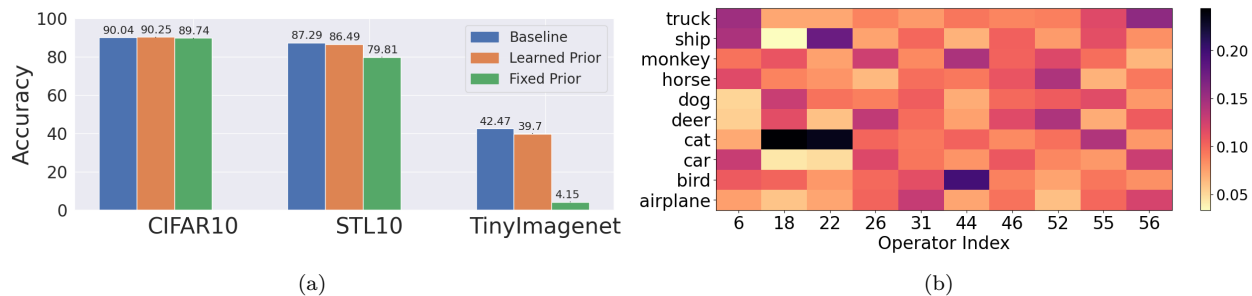 100
80
60
40
20
0
Accuracy
90.04 90.25 89.74
87.29 86.49 79.81
42.47 39.7 4.15
Baseline
Learned Prior
Fixed Prior
CIFAR10 STL10 TinyImagenet
(a)
truck
ship
monkey
horse
dog
deer
cat
car
bird
airplane
6 18 22 26 31 44 46 52 55 56
Operator Index
0.20
0.15
0.10
0.05
(b)